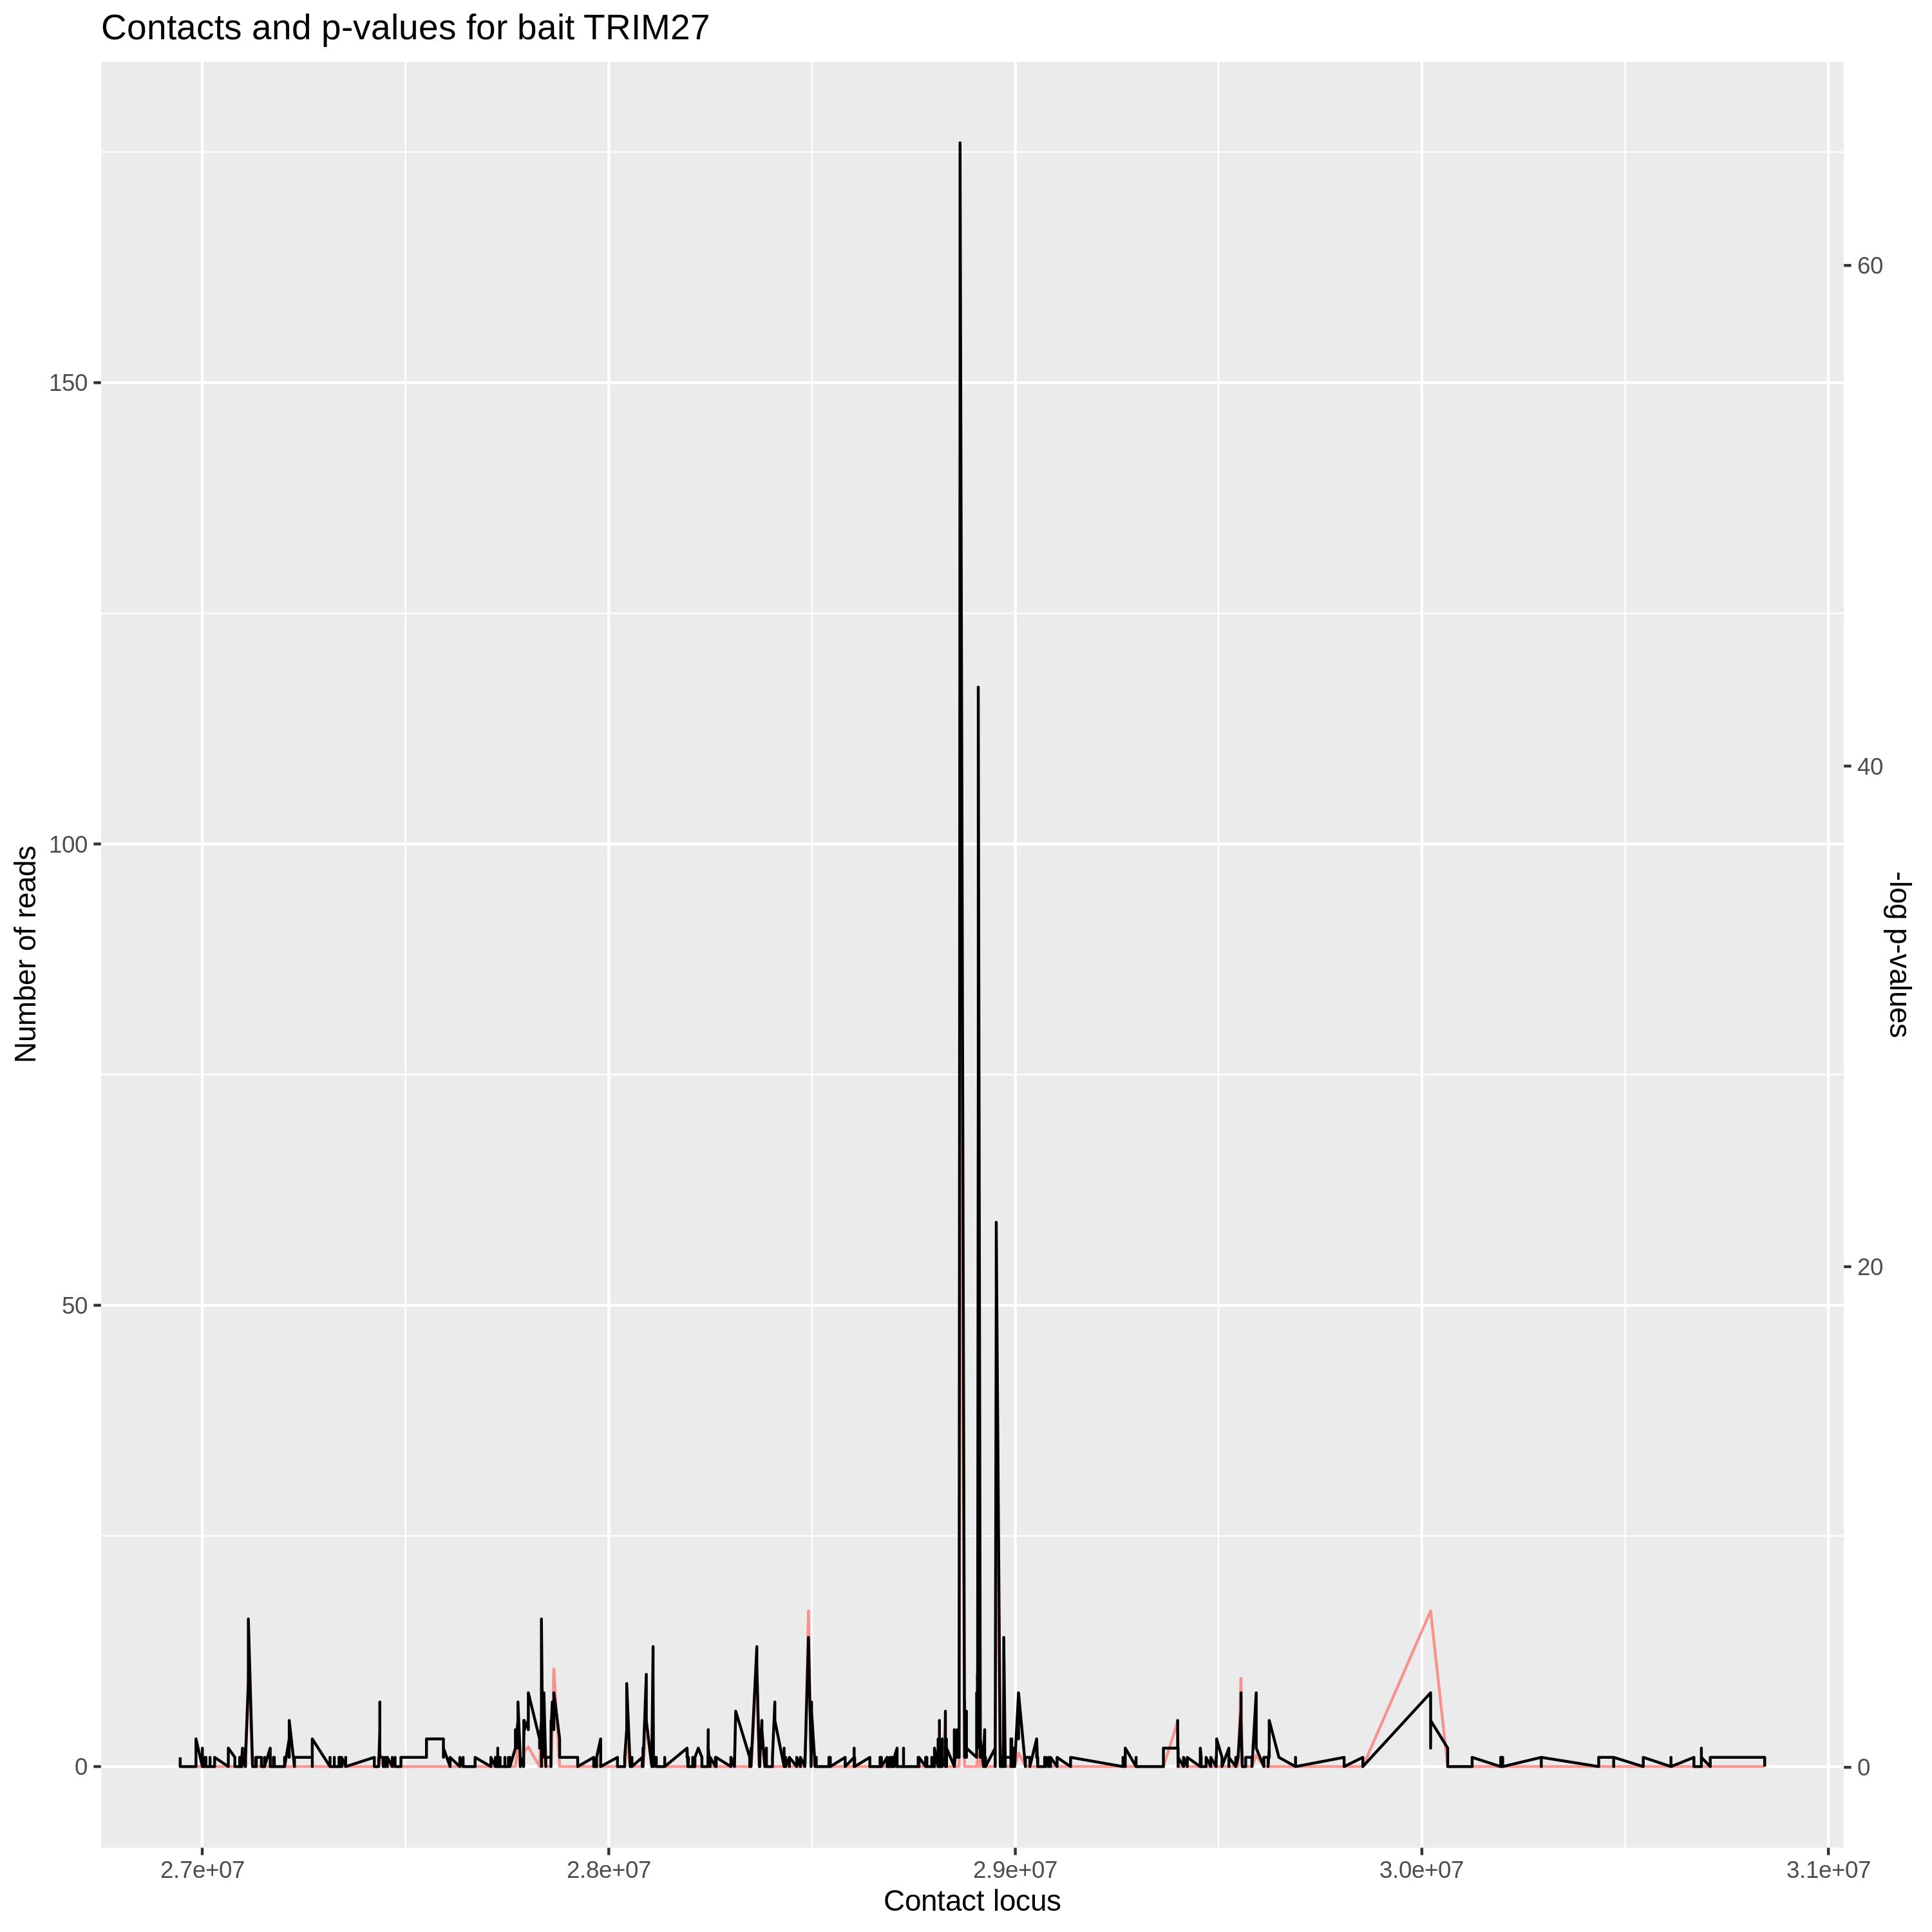 Contacts and p-values for bait TRIM27
Number of reads
150
100
50
0
60
40
20
0
-log p-values
2.7e+07 2.8e+07 2.9e+07 3.0e+07 3.1e+07
Contact locus